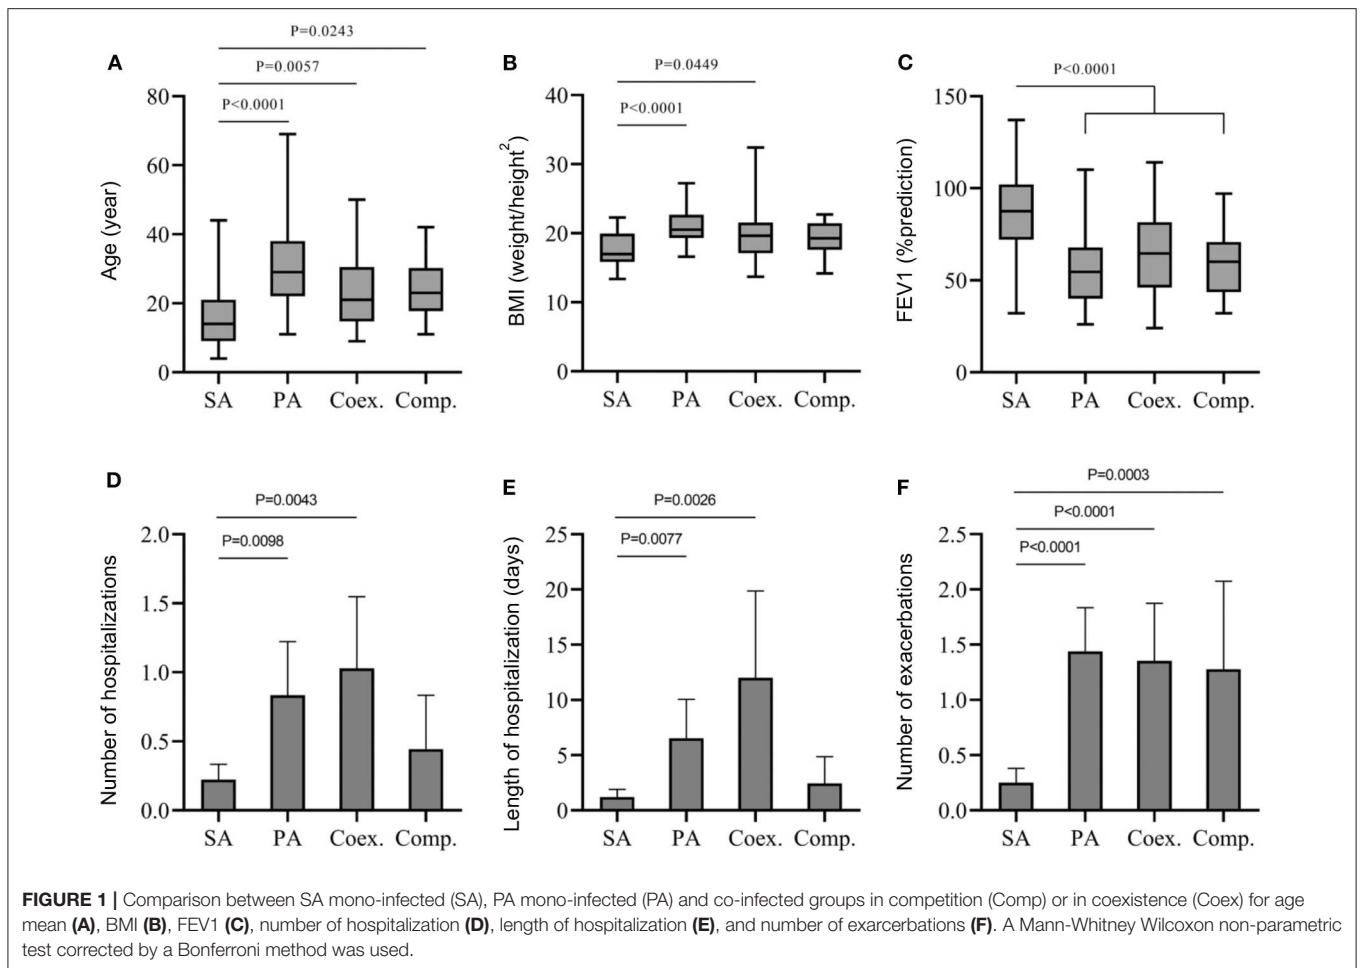 A
P=0.0243
P=0.0057
P<0.0001
80
60
40
20
0
Age (year)
SA PA Coex. Comp.
B
P=0.0449
P<0.0001
40
30
20
10
0
BMI (weight/height2)
SA PA Coex. Comp.
C
P<0.0001
150
100
50
0
FEV1 (%prediction)
SA PA Coex. Comp.
D
P=0.0043
P=0.0098
2.0
1.5
1.0
0.5
0.0
Number of hospitalizations
SA PA Coex. Comp.
E
P=0.0026
P=0.0077
25
20
15
10
5
0
Length of hospitalization (days)
SA PA Coex. Comp.
F
P=0.0003
P<0.0001
P<0.0001
2.5
2.0
1.5
1.0
0.5
0.0
Number of exacerbations
SA PA Coex. Comp.
FIGURE 1 | Comparison between SA mono-infected (SA), PA mono-infected (PA) and co-infected groups in competition (Comp) or in coexistence (Coex) for age
mean (A), BMI (B), FEV1 (C), number of hospitalization (D), length of hospitalization (E), and number of exarcerbations (F). A Mann-Whitney Wilcoxon non-parametric
test corrected by a Bonferroni method was used.